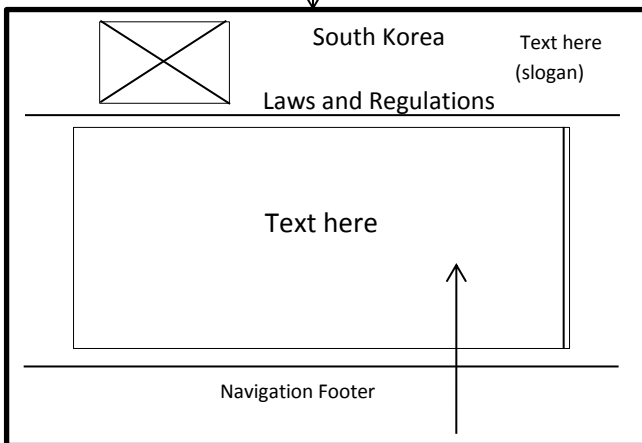 South Korea
Text here
(slogan)
Laws and Regulations
Text here
Navigation Footer